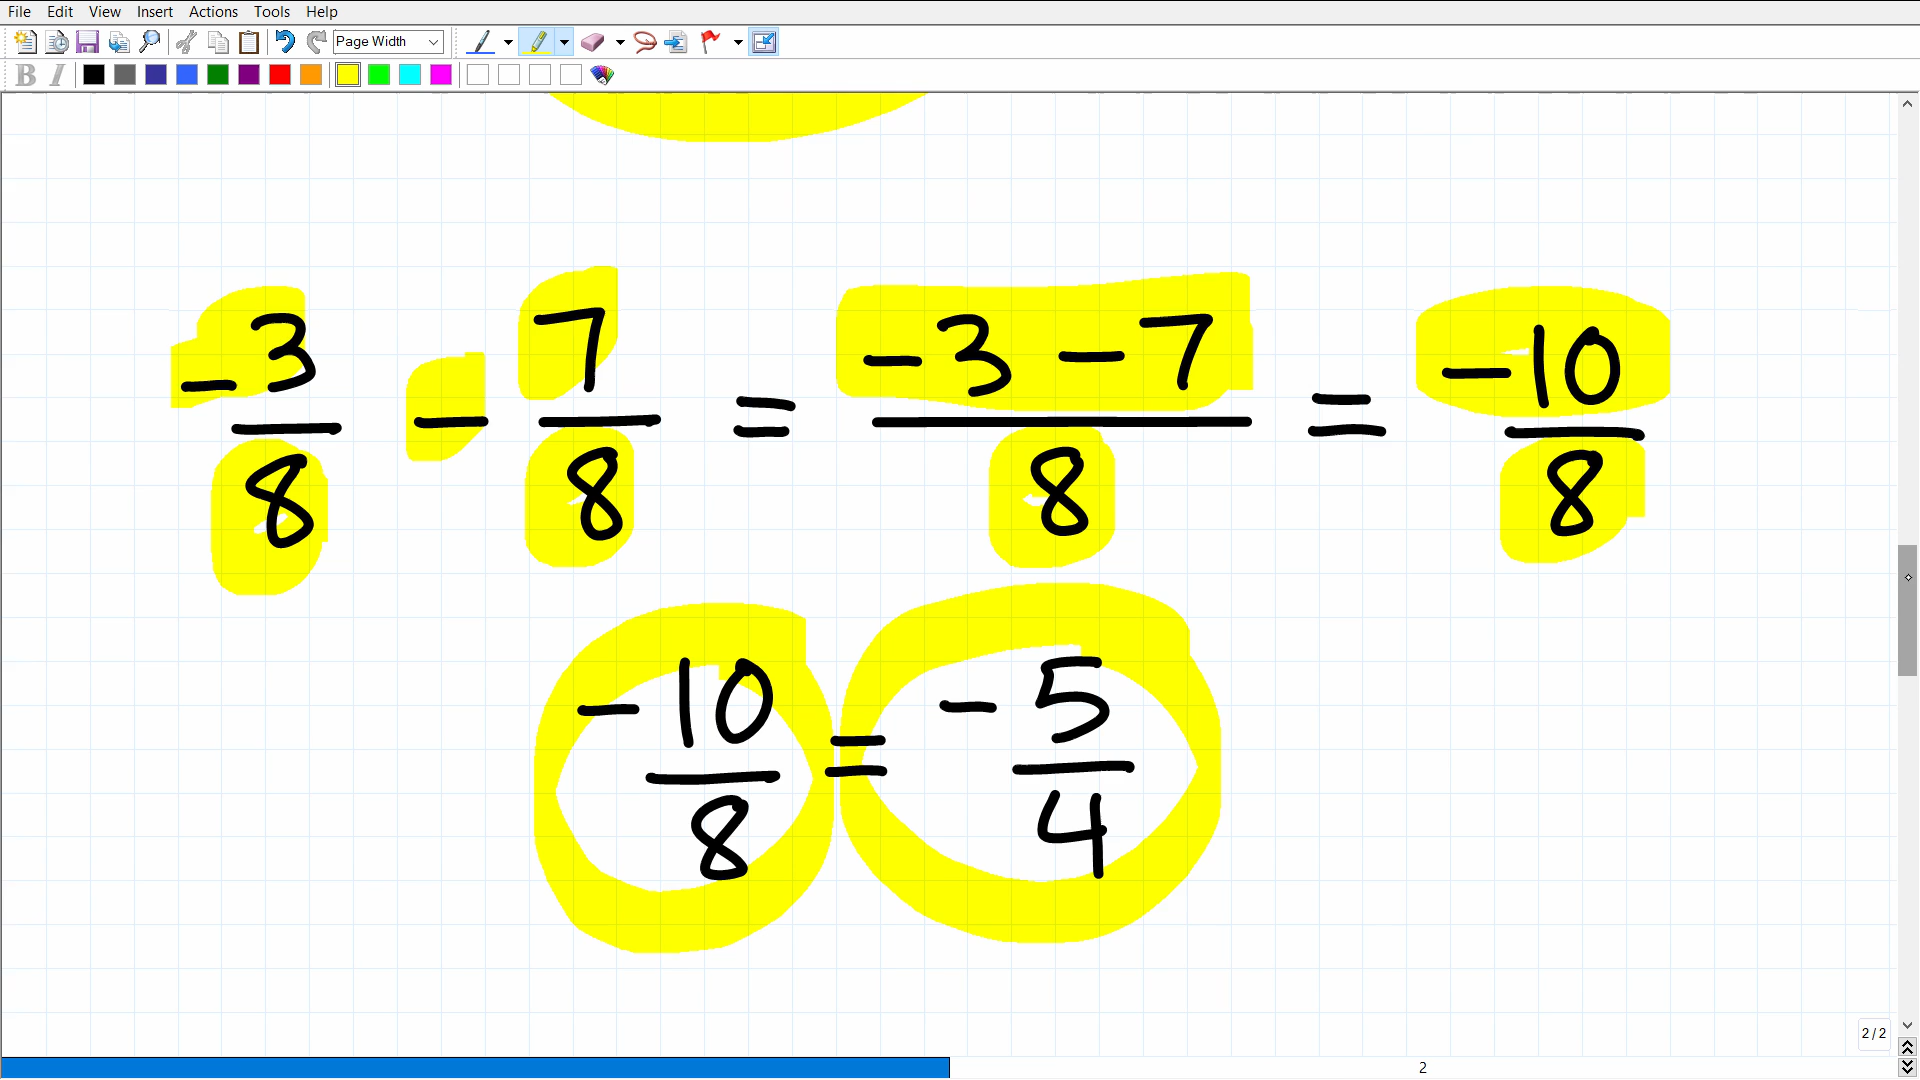 File Edit View Insert Actions Tools Help
Page Width
B I
-3/8 - 7/8 = -3-7/8 = -10/8
-10/8 = -5/4
2 / 2
2